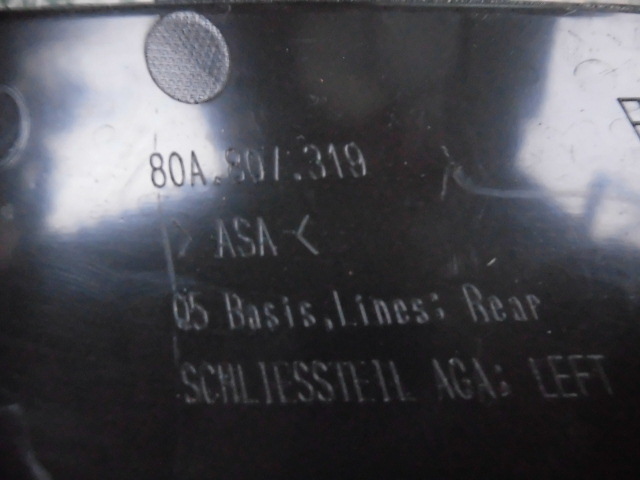 80A.807.319
> ASA <
Q5 Basis,Lines; Rear
SCHLIESSTEIL AGA; LEFT